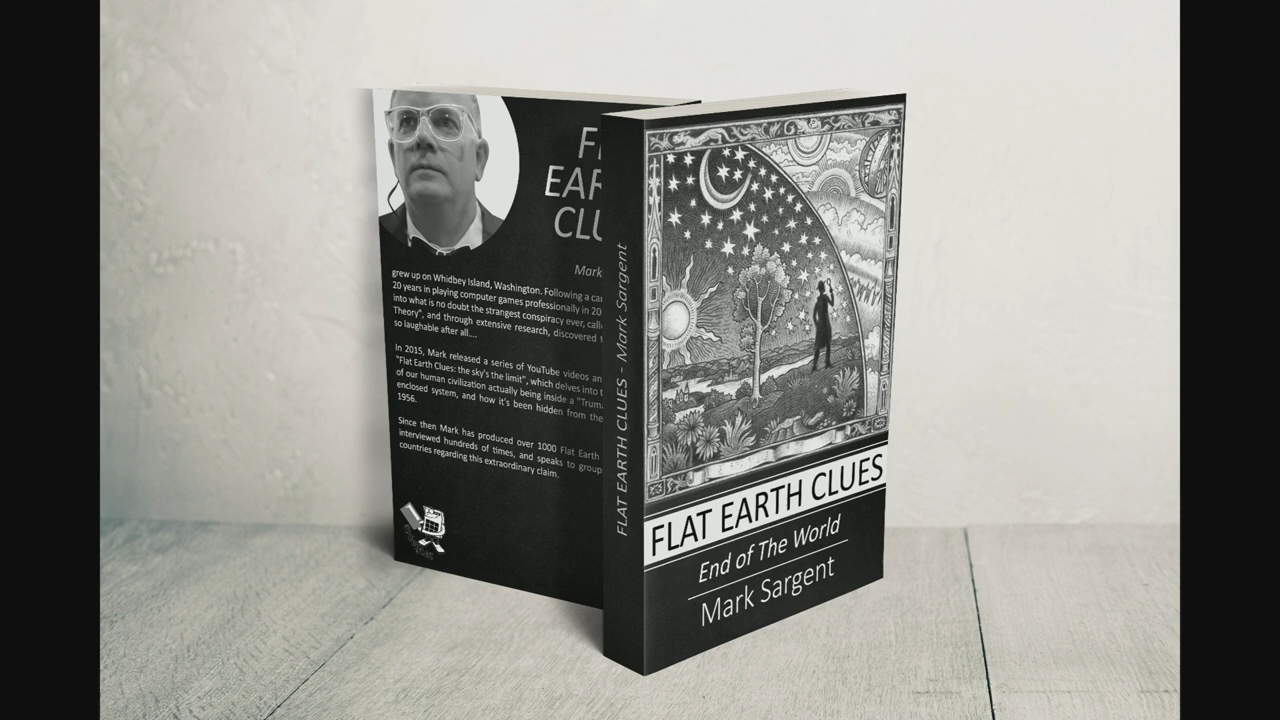 FL
EAR
CLU
Mark
grew up on Whidbey Island, Washington. Following a car
20 years in playing computer games professionally in 20
into what is no doubt the strangest conspiracy ever, calle
Theory", and through extensive research, discovered t
so laughable after all....
In 2015, Mark released a series of YouTube videos an
"Flat Earth Clues: the sky's the limit", which delves into t
of our human civilization actually being inside a "Trum
enclosed system, and how it's been hidden from the
1956.
Since then Mark has produced over 1000 Flat Earth
interviewed hundreds of times, and speaks to group
countries regarding this extraordinary claim.
FLAT EARTH CLUES - Mark Sargent
FLAT EARTH CLUES
End of The World
Mark Sargent